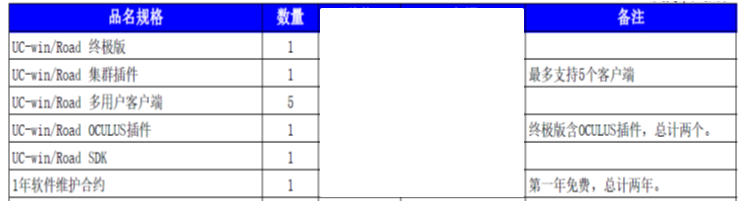 品名规格 数量 备注
UC-win/Road 终极版 1
UC-win/Road 集群插件 1 最多支持5个客户端
UC-win/Road 多用户客户端 5
UC-win/Road OCULUS插件 1 终极版含OCULUS插件，总计两个。
UC-win/Road SDK 1
1年软件维护合约 1 第一年免费，总计两年。